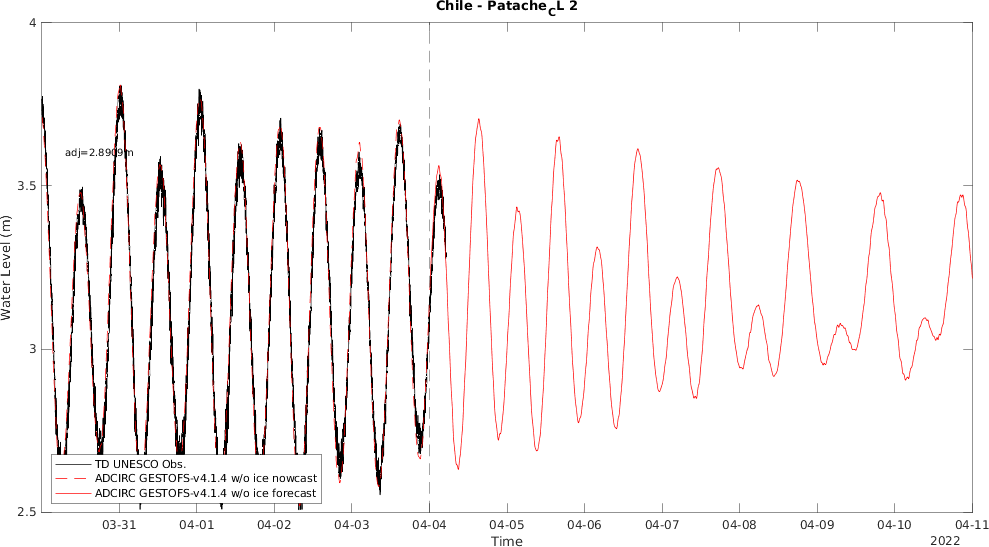 Chile - PatacheCL 2
4
3.5
3
2.5
Water Level (m)
adj=2.8909m
TD UNESCO Obs.
ADCIRC GESTOFS-v4.1.4 w/o ice nowcast
ADCIRC GESTOFS-v4.1.4 w/o ice forecast
03-31 04-01 04-02 04-03 04-04 04-05 04-06 04-07 04-08 04-09 04-10 04-11
Time
2022